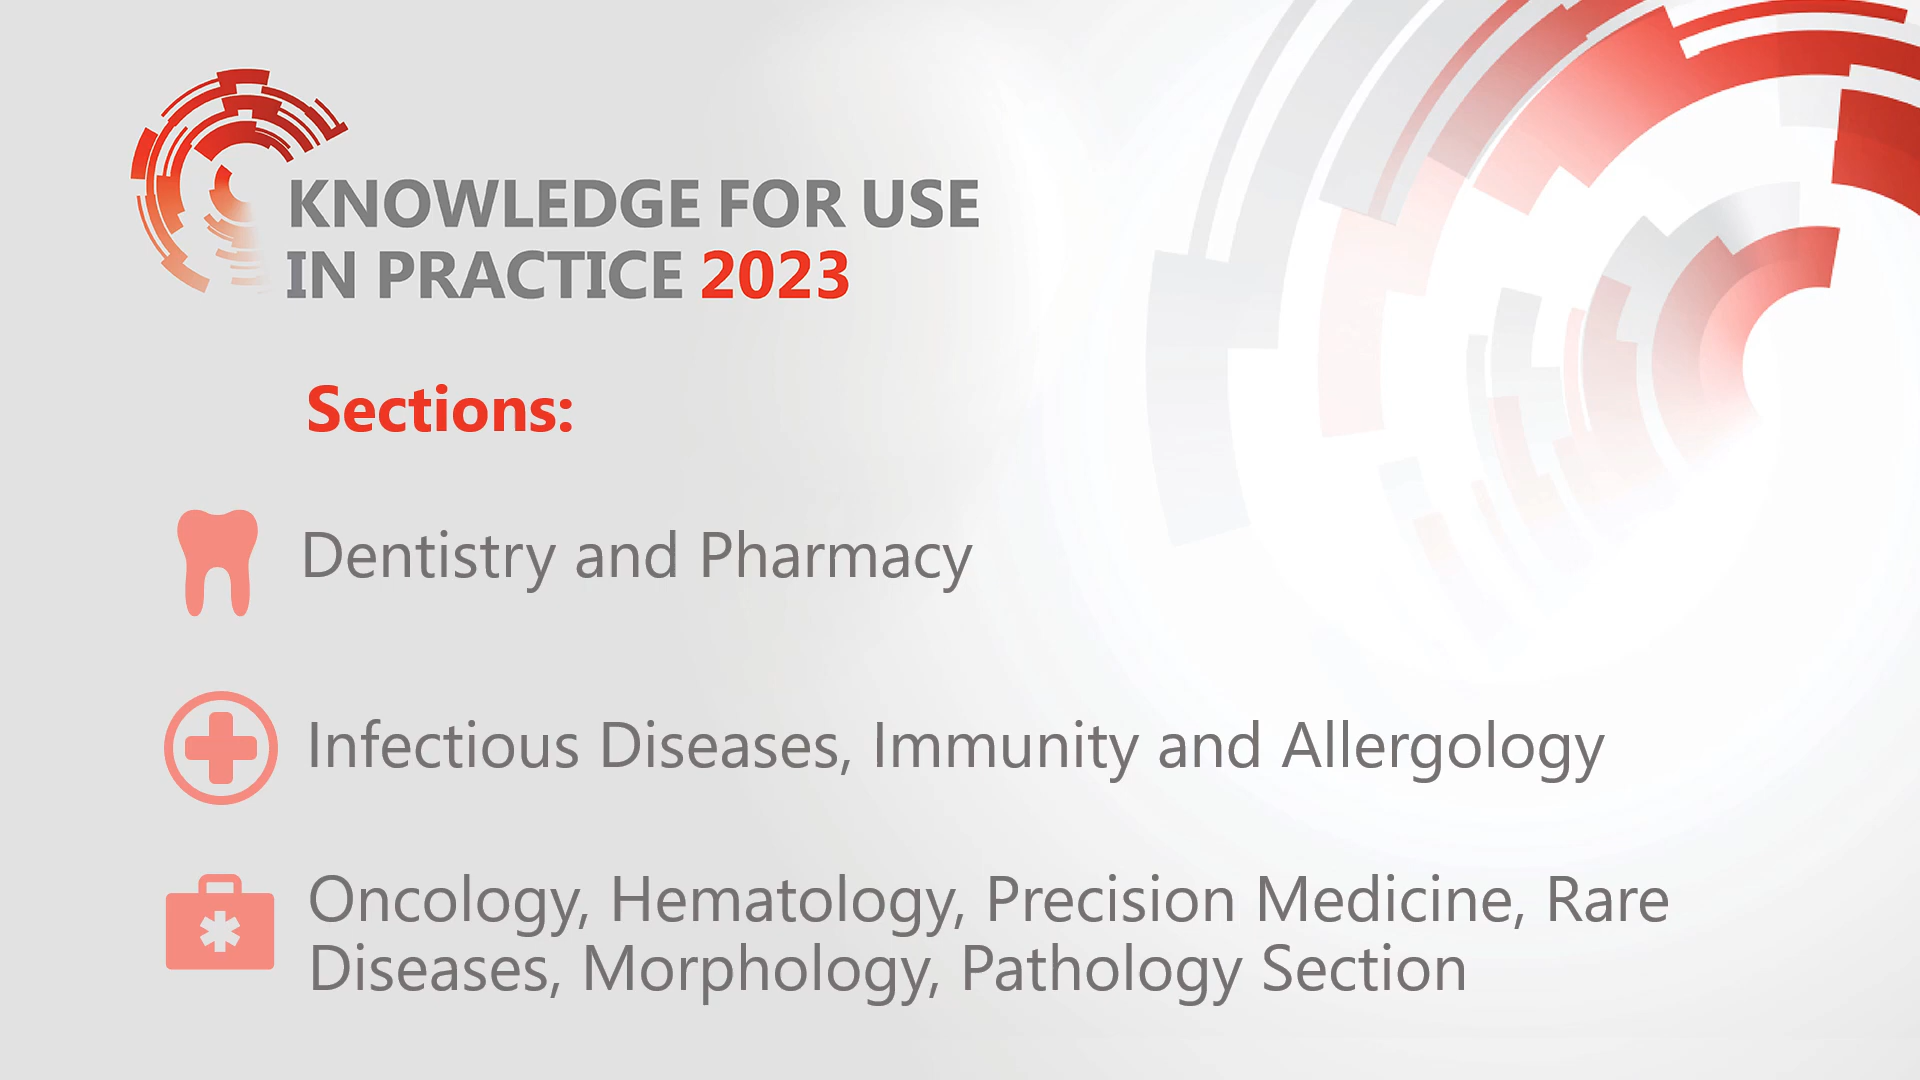 KNOWLEDGE FOR USE
IN PRACTICE 2023
Sections:
Dentistry and Pharmacy
Infectious Diseases, Immunity and Allergology
Oncology, Hematology, Precision Medicine, Rare
Diseases, Morphology, Pathology Section